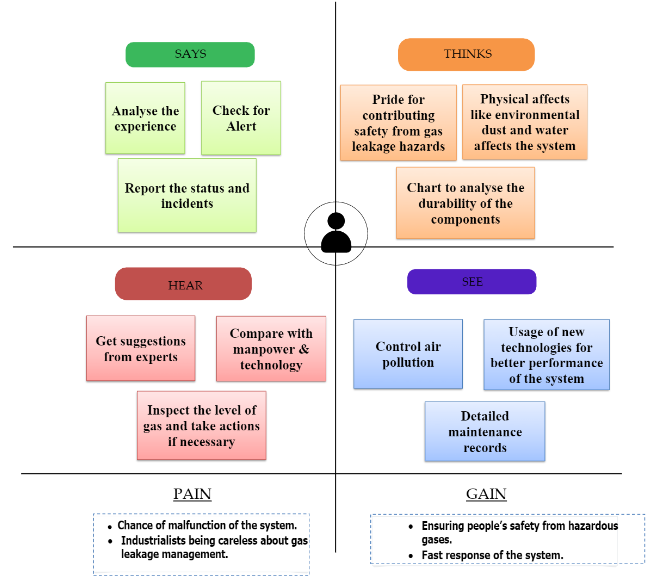 SAYS
Analyse the
experience
Check for
Alert
Report the status and
incidents
THINKS
Pride for
contributing
safety from gas
leakage hazards
Physical affects
like environmental
dust and water
affects the system
Chart to analyse the
durability of the
components
HEAR
Get suggestions
from experts
Compare with
manpower &
technology
Inspect the level of
gas and take actions
if necessary
SEE
Control air
pollution
Usage of new
technologies for
better performance
of the system
Detailed
maintenance
records
PAIN
• Chance of malfunction of the system.
• Industrialists being careless about gas
leakage management.
GAIN
• Ensuring people’s safety from hazardous
gases.
• Fast response of the system.